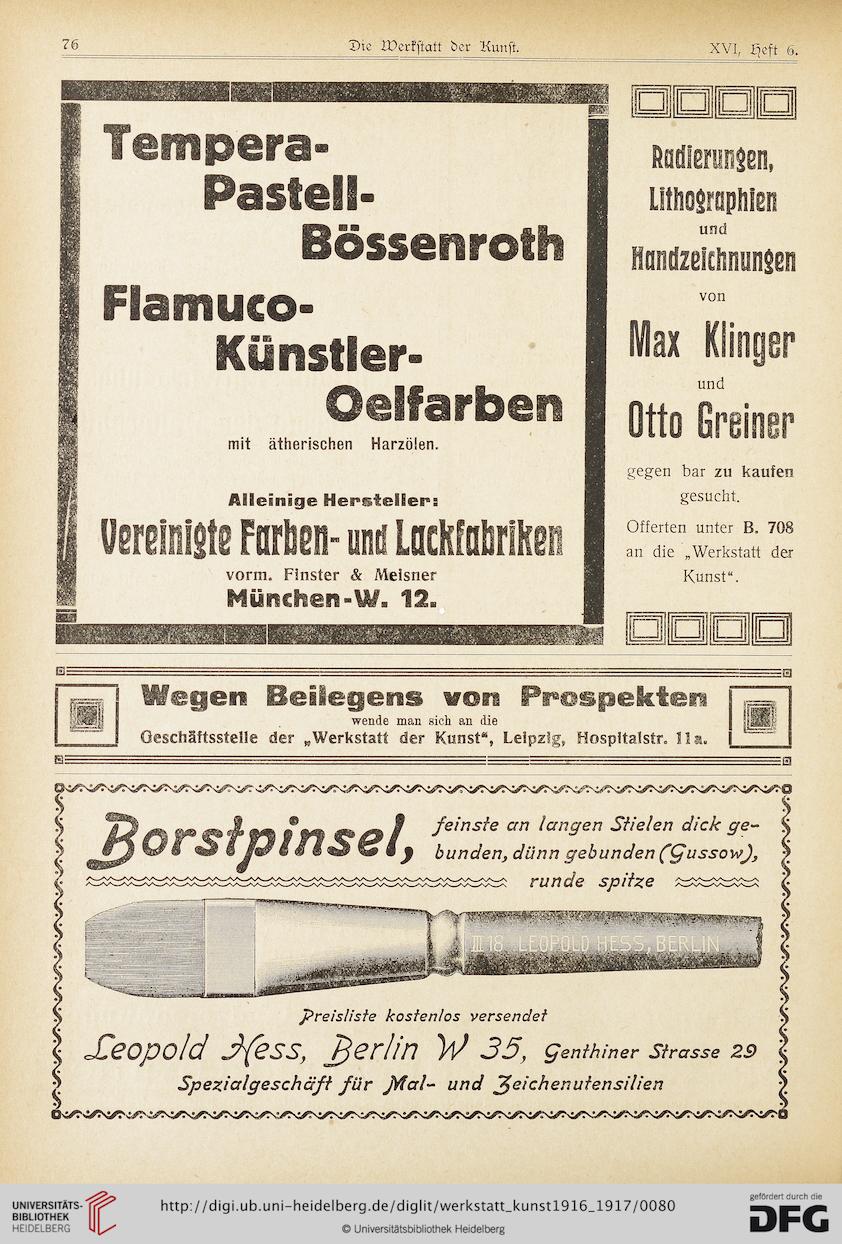 76
Die Werkstatt der Kunst.
XVI, Heft 6.
Tempera-
Pastell-
Bössenroth
Flamuco-
Künstler-
Oelfarben
mit ätherischen Harzölen.
Alleinige Hersteller:
Vereinigte Farben- und Lackfabriken
vorm. Finster & Meisner
München-W. 12.
Radierungen,
Lithographien
und
Handzeichnungen
von
Max Klinger
und
Otto Greiner
gegen bar zu kaufen
gesucht.
Offerten unter B. 708
an die „Werkstatt der
Kunst“.
Wegen Beilegens von Prospekten
wende man sich an die
Geschäftsstelle der „Werkstatt der Kunst“, Leipzig, Hospitalstr. 11a.
Borstpinsel,
feinste an langen Stielen dick ge-
bunden, dünn gebunden (Gussow),
runde spitze
III 18 LEOPOLD HESS, BERLIN
Preisliste kostenlos versendet
Leopold Hess, Berlin W 35, Genthiner Strasse 29
Spezialgeschäft für Mal- und Zeichenutensilien
UNIVERSITÄTS-
BIBLIOTHEK
HEIDELBERG
http://digi.ub.uni-heidelberg.de/diglit/werkstatt_kunst1916_1917/0080
© Universitätsbibliothek Heidelberg
gefördert durch die
DFG